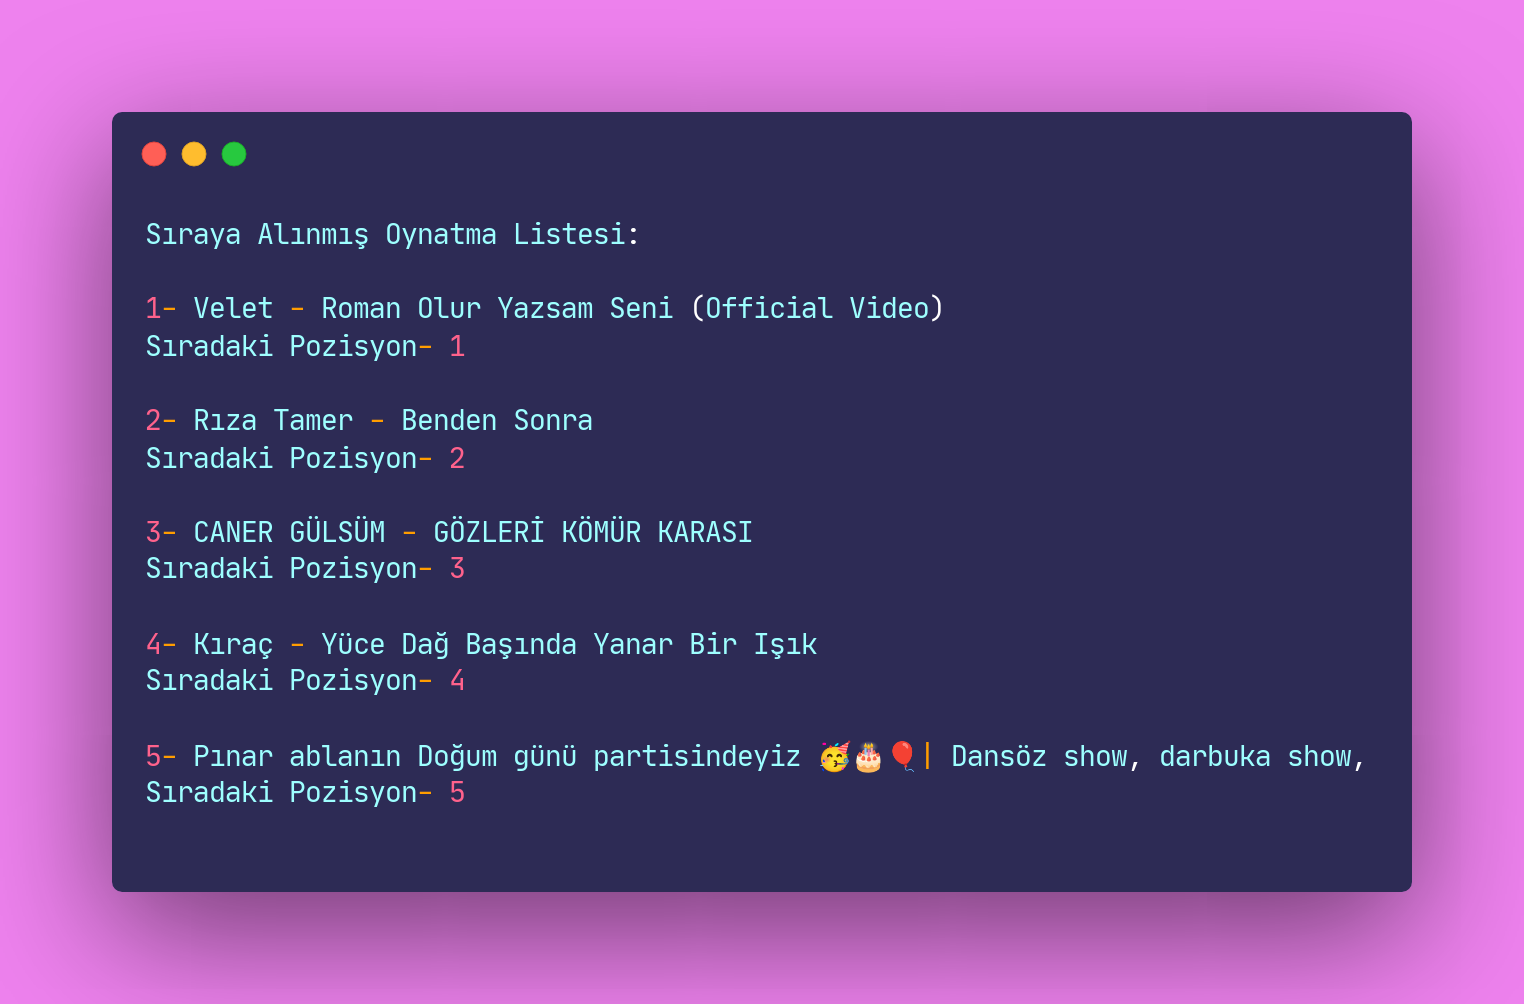 Sıraya Alınmış Oynatma Listesi:
1- Velet - Roman Olur Yazsam Seni (Official Video)
Sıradaki Pozisyon- 1
2- Rıza Tamer - Benden Sonra
Sıradaki Pozisyon- 2
3- CANER GÜLSÜM - GÖZLERİ KÖMÜR KARASI
Sıradaki Pozisyon- 3
4- Kıraç - Yüce Dağ Başında Yanar Bir Işık
Sıradaki Pozisyon- 4
5- Pınar ablanın Doğum günü partisindeyiz 🥳🎂🎈| Dansöz show, darbuka show,
Sıradaki Pozisyon- 5